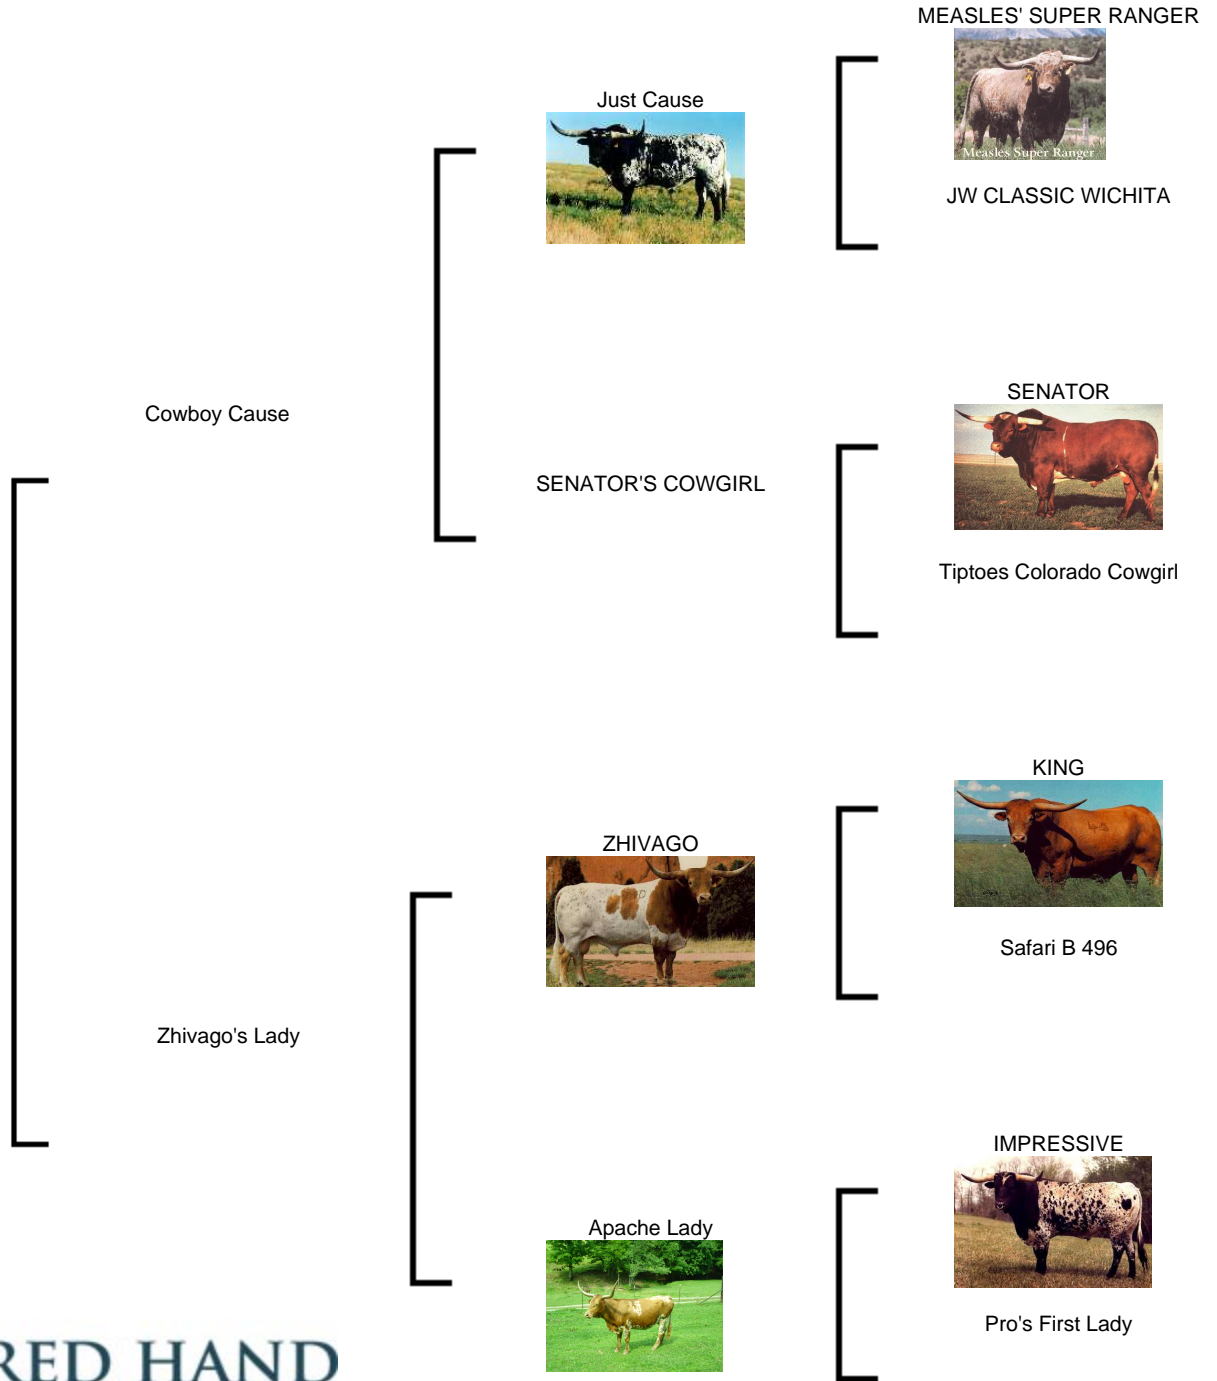 MEASLES' SUPER RANGER
Just Cause
Measles Super Ranger
JW CLASSIC WICHITA
SENATOR
Cowboy Cause
SENATOR'S COWGIRL
Tiptoes Colorado Cowgirl
KING
ZHIVAGO
Safari B 496
Zhivago's Lady
IMPRESSIVE
Apache Lady
Pro's First Lady
RED HAND